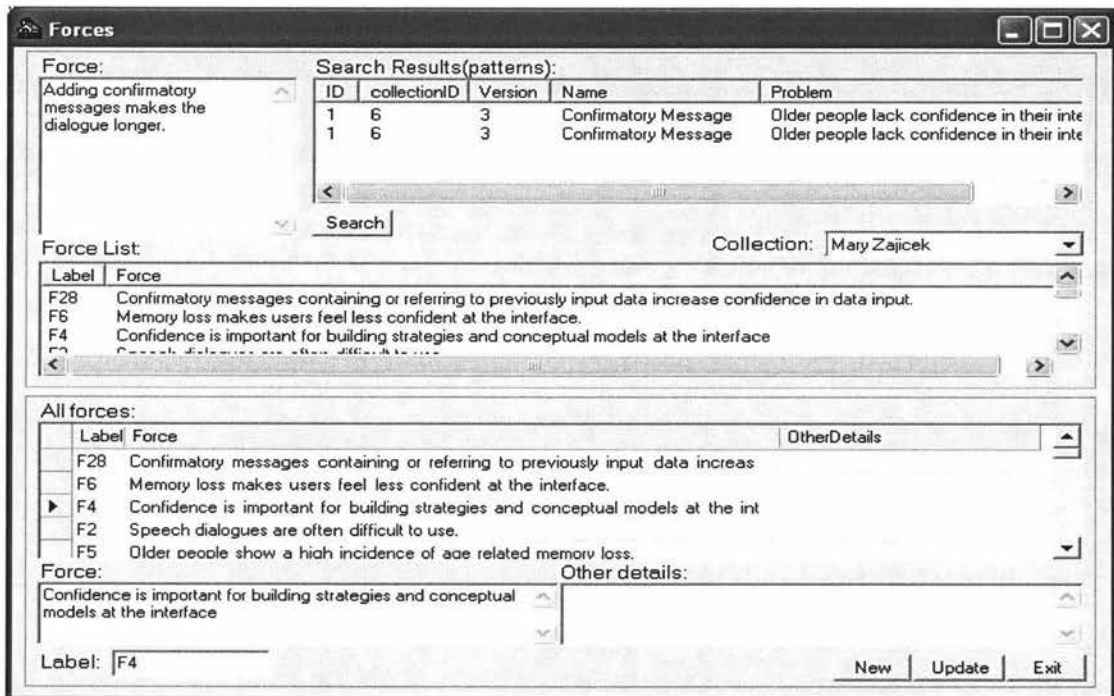 Forces
Force:
Adding confirmatory
messages makes the
dialogue longer.
Search Results(patterns):
ID collectionID Version Name Problem
1 6 3 Confirmatory Message Older people lack confidence in their inte
1 6 3 Confirmatory Message Older people lack confidence in their inte
Search
Collection: Mary Zajicek
Force List:
Label Force
F28 Confirmatory messages containing or referring to previously input data increase confidence in data input.
F6 Memory loss makes users feel less confident at the interface.
F4 Confidence is important for building strategies and conceptual models at the interface
F2 Speech dialogues are often difficult to use.
All forces:
Label Force OtherDetails
F28 Confirmatory messages containing or referring to previously input data increas
F6 Memory loss makes users feel less confident at the interface.
F4 Confidence is important for building strategies and conceptual models at the int
F2 Speech dialogues are often difficult to use.
F5 Older people show a high incidence of age related memory loss.
Force:
Confidence is important for building strategies and conceptual
models at the interface
Other details:
Label: F4
New Update Exit